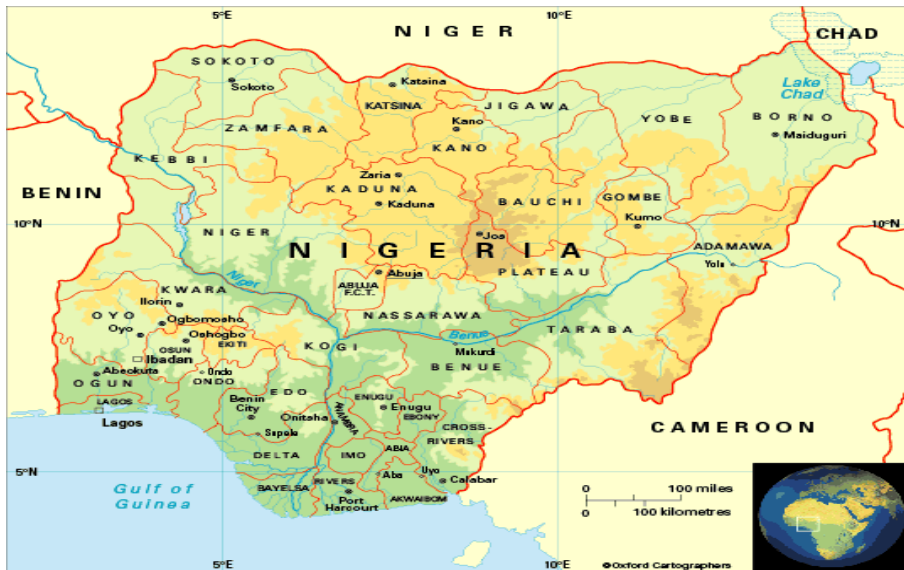 5°E
10°E
NIGER
CHAD
SOKOTO
Sokoto
Katsina
KATSINA
JIGAWA
Lake
Chad
ZAMFARA
Kano
KANO
YOBE
BORNO
Maiduguri
KEBBI
BENIN
Zaria
KADUNA
Kaduna
BAUCHI
GOMBE
Kumo
10°N
10°N
NIGER
NIGERIA
Jos
ADAMAWA
Yola
Niger
Abuja
ABUJA
F.C.T.
PLATEAU
KWARA
Ilorin
NASSARAWA
TARABA
OYO
Ogbomosho
Oyo
Oshogbo
OSUN
EKITI
KOGI
Benue
Makurdi
BENUE
Ibadan
Abeokuta
OGUN
Ondo
ONDO
EDO
LAGOS
Lagos
Benin
City
Onitsha
ANAMBRA
ENUGU
Enugu
EBONY
CROSS-
RIVERS
Sapele
DELTA
IMO
ABIA
CAMEROON
5°N
5°N
Gulf of
Guinea
BAYELSA
RIVERS
Aba
Uyo
Calabar
Port
Harcourt
AKWAIBOM
0 100 miles
0 100 kilometres
5°E
10°E
©Oxford Cartographers